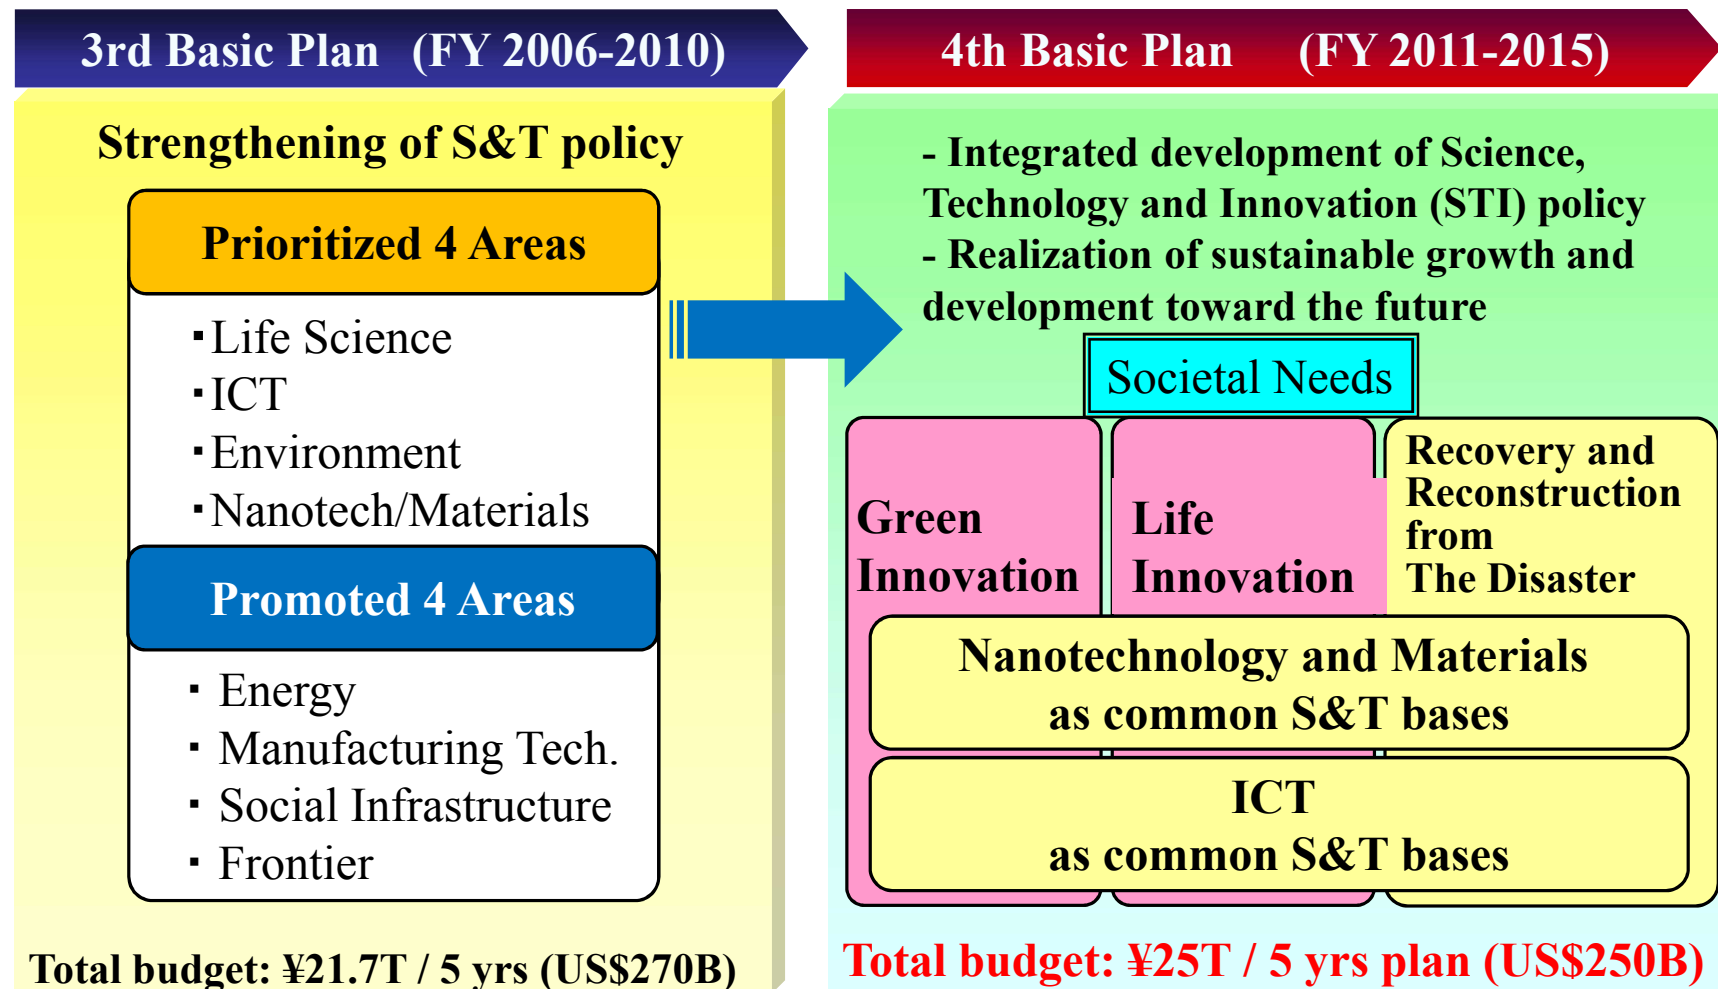 3rd Basic Plan (FY 2006-2010)
Strengthening of S&T policy
Prioritized 4 Areas
・Life Science
・ICT
・Environment
・Nanotech/Materials
Promoted 4 Areas
・ Energy
・ Manufacturing Tech.
・ Social Infrastructure
・ Frontier
Total budget: ¥21.7T / 5 yrs (US$270B)
4th Basic Plan (FY 2011-2015)
- Integrated development of Science,
Technology and Innovation (STI) policy
- Realization of sustainable growth and
development toward the future
Societal Needs
Green
Innovation
Life
Innovation
Recovery and
Reconstruction
from
The Disaster
Nanotechnology and Materials
as common S&T bases
ICT
as common S&T bases
Total budget: ¥25T / 5 yrs plan (US$250B)